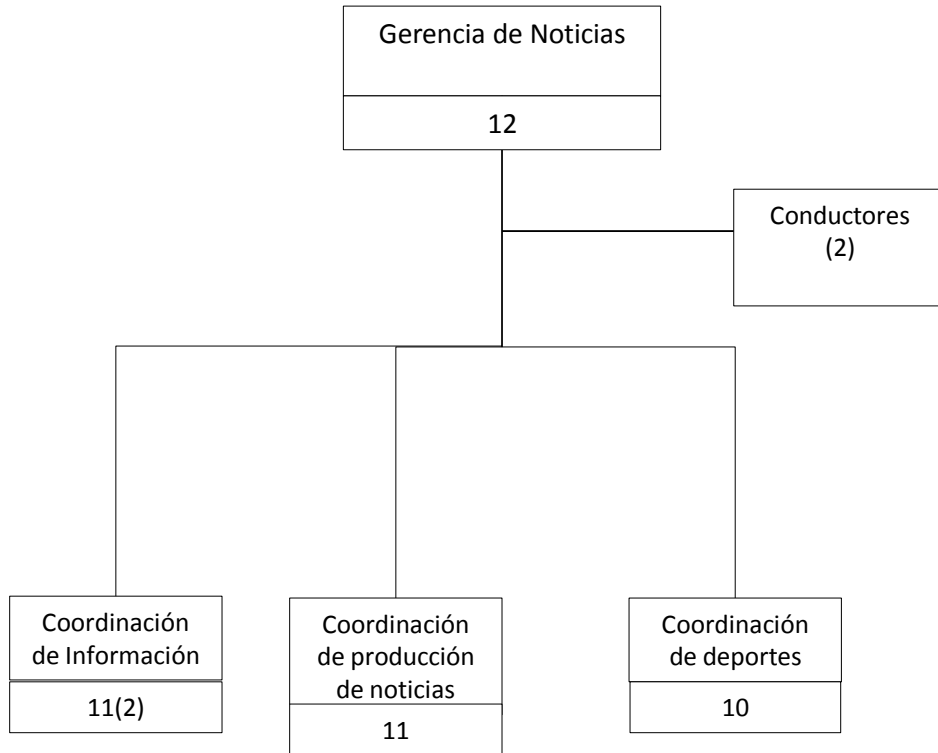 Gerencia de Noticias
12
Conductores
(2)
Coordinación
de Información
11(2)
Coordinación
de producción
de noticias
11
Coordinación
de deportes
10